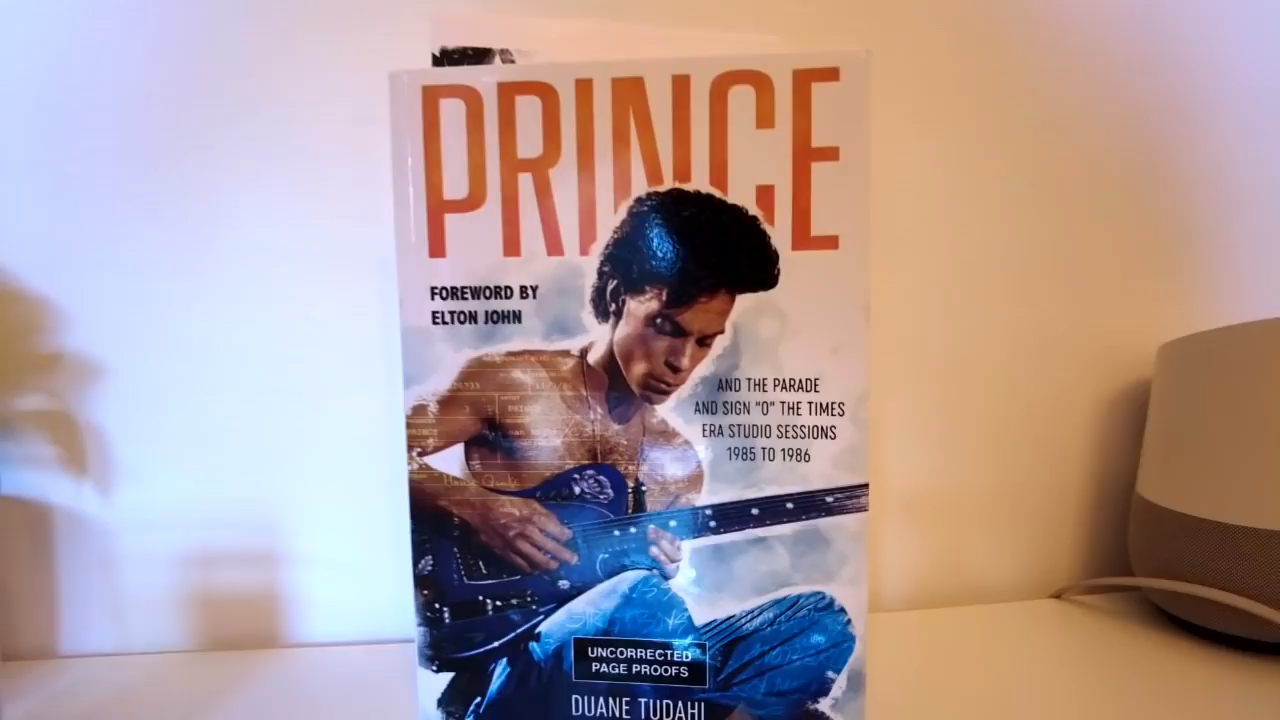 PRINCE
FOREWORD BY
ELTON JOHN
AND THE PARADE
AND SIGN "O" THE TIMES
ERA STUDIO SESSIONS
1985 TO 1986
PRINCE
UNCORRECTED
PAGE PROOFS
DUANE TUDAHL